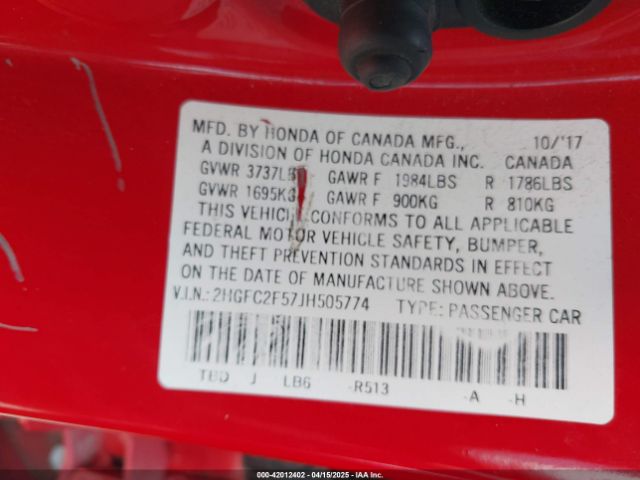 MFD. BY HONDA OF CANADA MFG., 10/'17
A DIVISION OF HONDA CANADA INC. CANADA
GVWR 3737LBS GAWR F 1984LBS R 1786LBS
GVWR 1695KG GAWR F 900KG R 810KG
THIS VEHICLE CONFORMS TO ALL APPLICABLE
FEDERAL MOTOR VEHICLE SAFETY, BUMPER,
AND THEFT PREVENTION STANDARDS IN EFFECT
ON THE DATE OF MANUFACTURE SHOWN ABOVE.
V.I.N.: 2HGFC2F57JH505774 TYPE: PASSENGER CAR
J LB6 -R513 -A -H
000-42012402 - 04/15/2025 - IAA Inc.